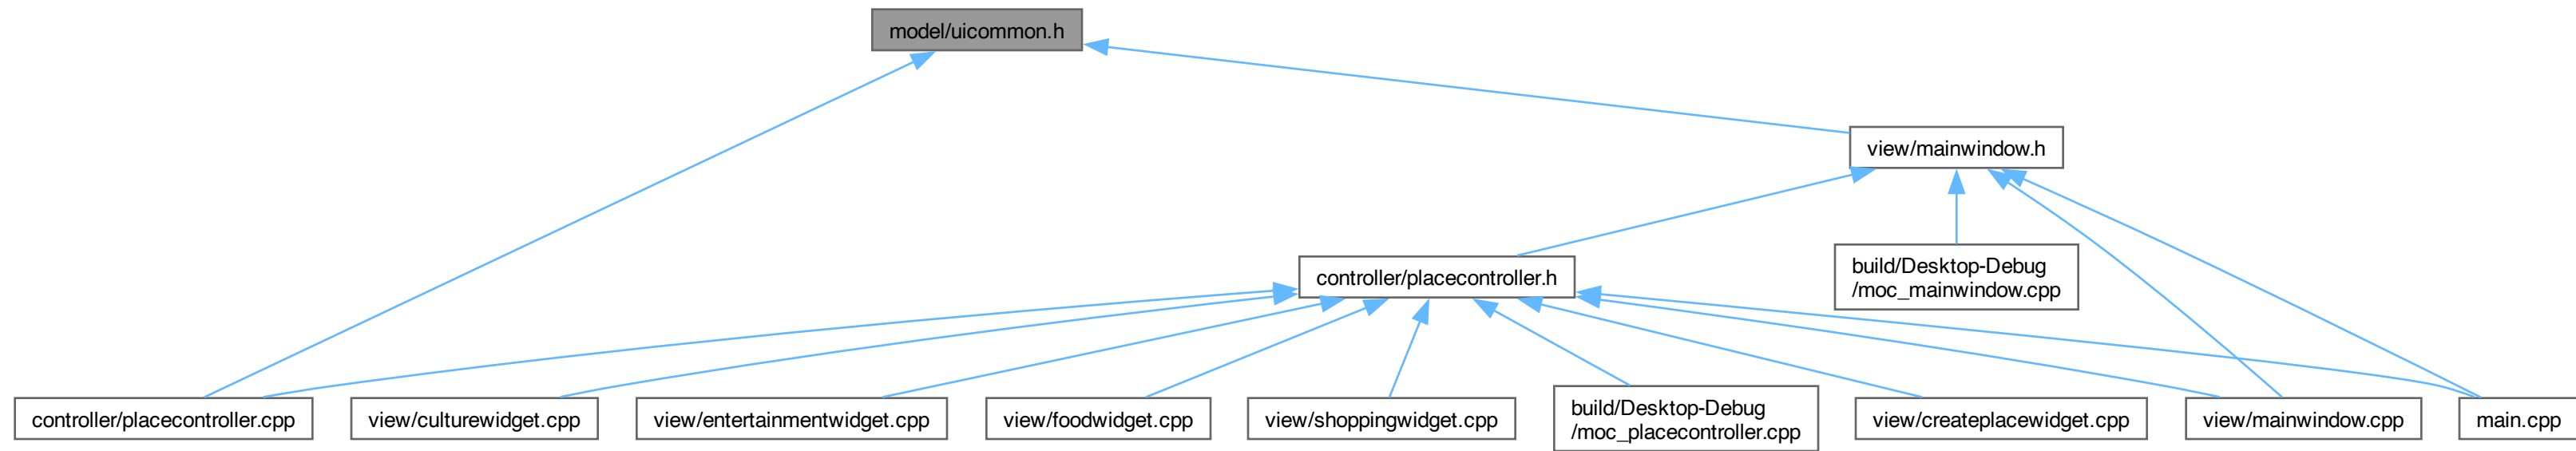 model/uicommon.h
view/mainwindow.h
controller/placecontroller.h
build/Desktop-Debug
/moc_mainwindow.cpp
controller/placecontroller.cpp
view/culturewidget.cpp
view/entertainmentwidget.cpp
view/foodwidget.cpp
view/shoppingwidget.cpp
build/Desktop-Debug
/moc_placecontroller.cpp
view/createplacewidget.cpp
view/mainwindow.cpp
main.cpp